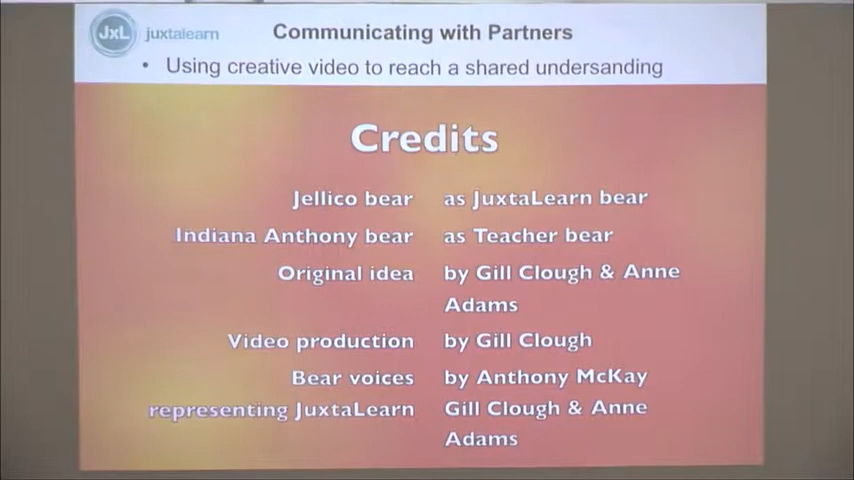 JxL juxtalearn
Communicating with Partners
• Using creative video to reach a shared undersanding
Credits
Jellico bear as JuxtaLearn bear
Indiana Anthony bear as Teacher bear
Original idea by Gill Clough & Anne
Adams
Video production by Gill Clough
Bear voices by Anthony McKay
representing JuxtaLearn Gill Clough & Anne
Adams